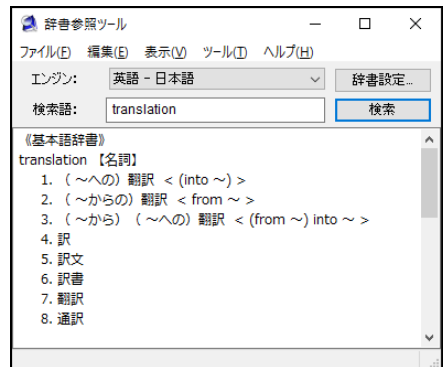 辞書参照ツール
ファイル(F) 編集(E) 表示(V) ツール(T) ヘルプ(H)
エンジン: 英語 - 日本語 辞書設定...
検索語: translation 検索
《基本語辞書》
translation 【名詞】
1. （ ～への）翻訳 < (into ～) >
2. （ ～からの）翻訳 < from ～ >
3. （ ～から）（ ～への）翻訳 < (from ～) into ～ >
4. 訳
5. 訳文
6. 訳書
7. 翻訳
8. 通訳